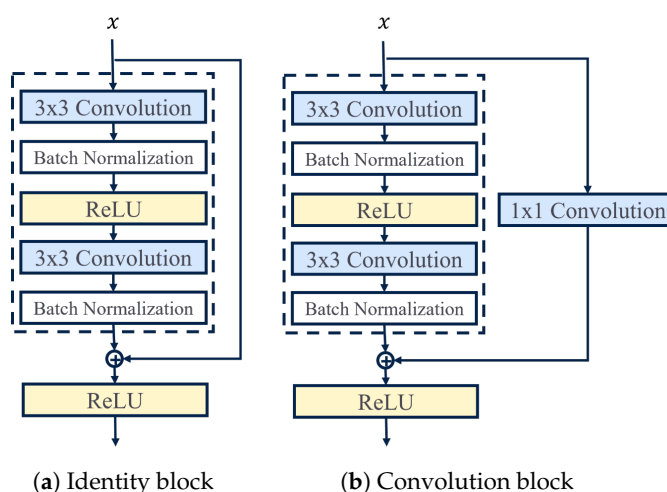 x
3x3 Convolution
Batch Normalization
ReLU
3x3 Convolution
Batch Normalization
+
ReLU
(a) Identity block
x
3x3 Convolution
Batch Normalization
ReLU
3x3 Convolution
Batch Normalization
1x1 Convolution
+
ReLU
(b) Convolution block